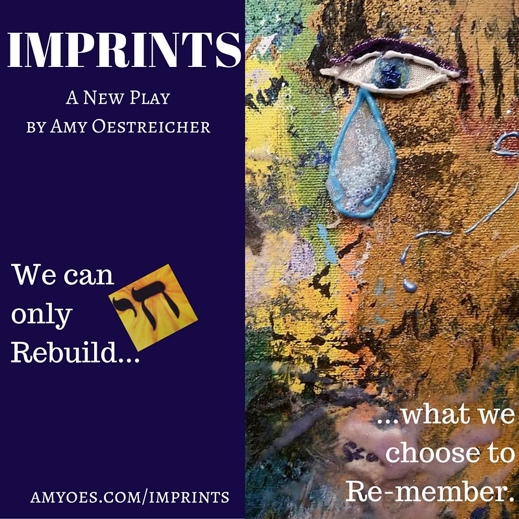 IMPRINTS
A New Play
by Amy Oestreicher
We can
only
Rebuild...
חי
...what we
choose to
Re-member.
amyoes.com/imprints